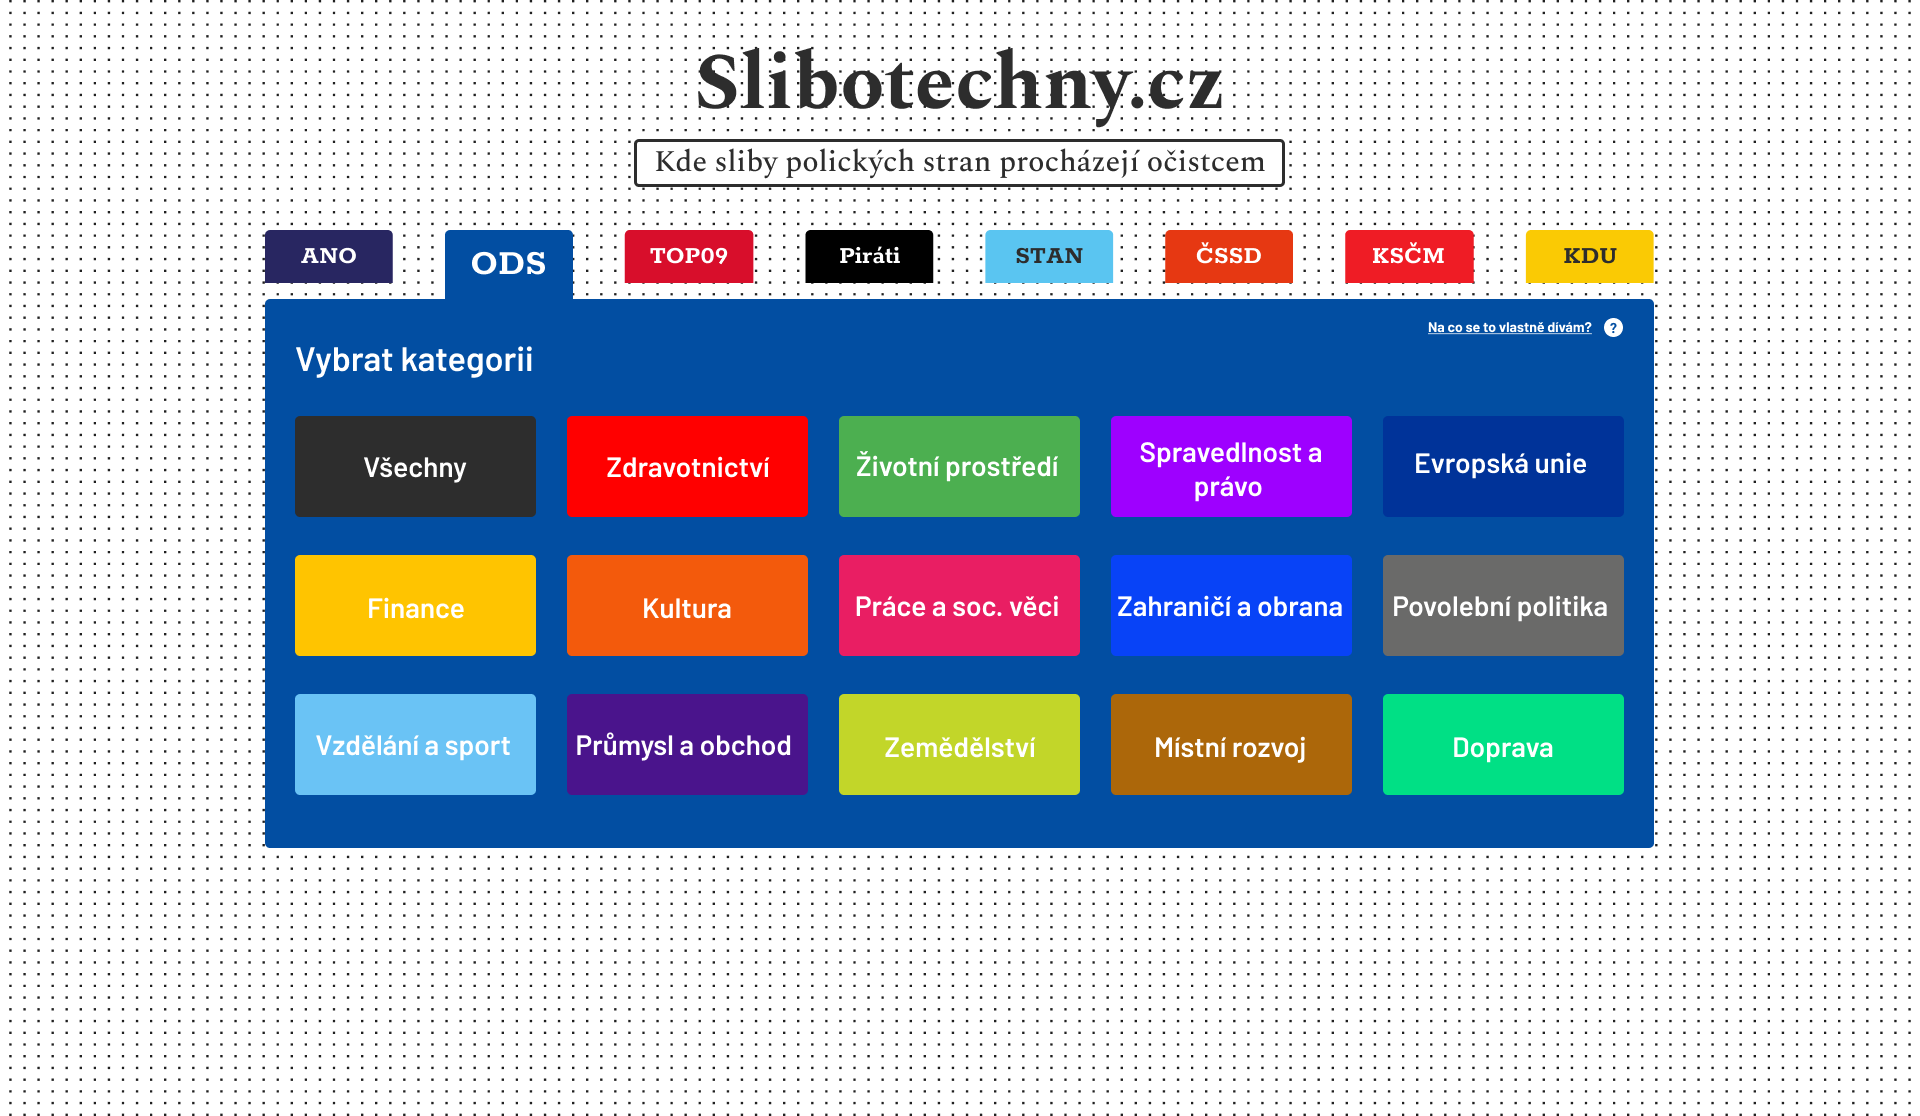 Slibotechny.cz
Kde sliby polických stran procházejí očistcem
ANO
ODS
TOP09
Piráti
STAN
ČSSD
KSČM
KDU
Na co se to vlastně dívám? ?
Vybrat kategorii
Všechny
Zdravotnictví
Životní prostředí
Spravedlnost a
právo
Evropská unie
Finance
Kultura
Práce a soc. věci
Zahraničí a obrana
Povolební politika
Vzdělání a sport
Průmysl a obchod
Zemědělství
Místní rozvoj
Doprava